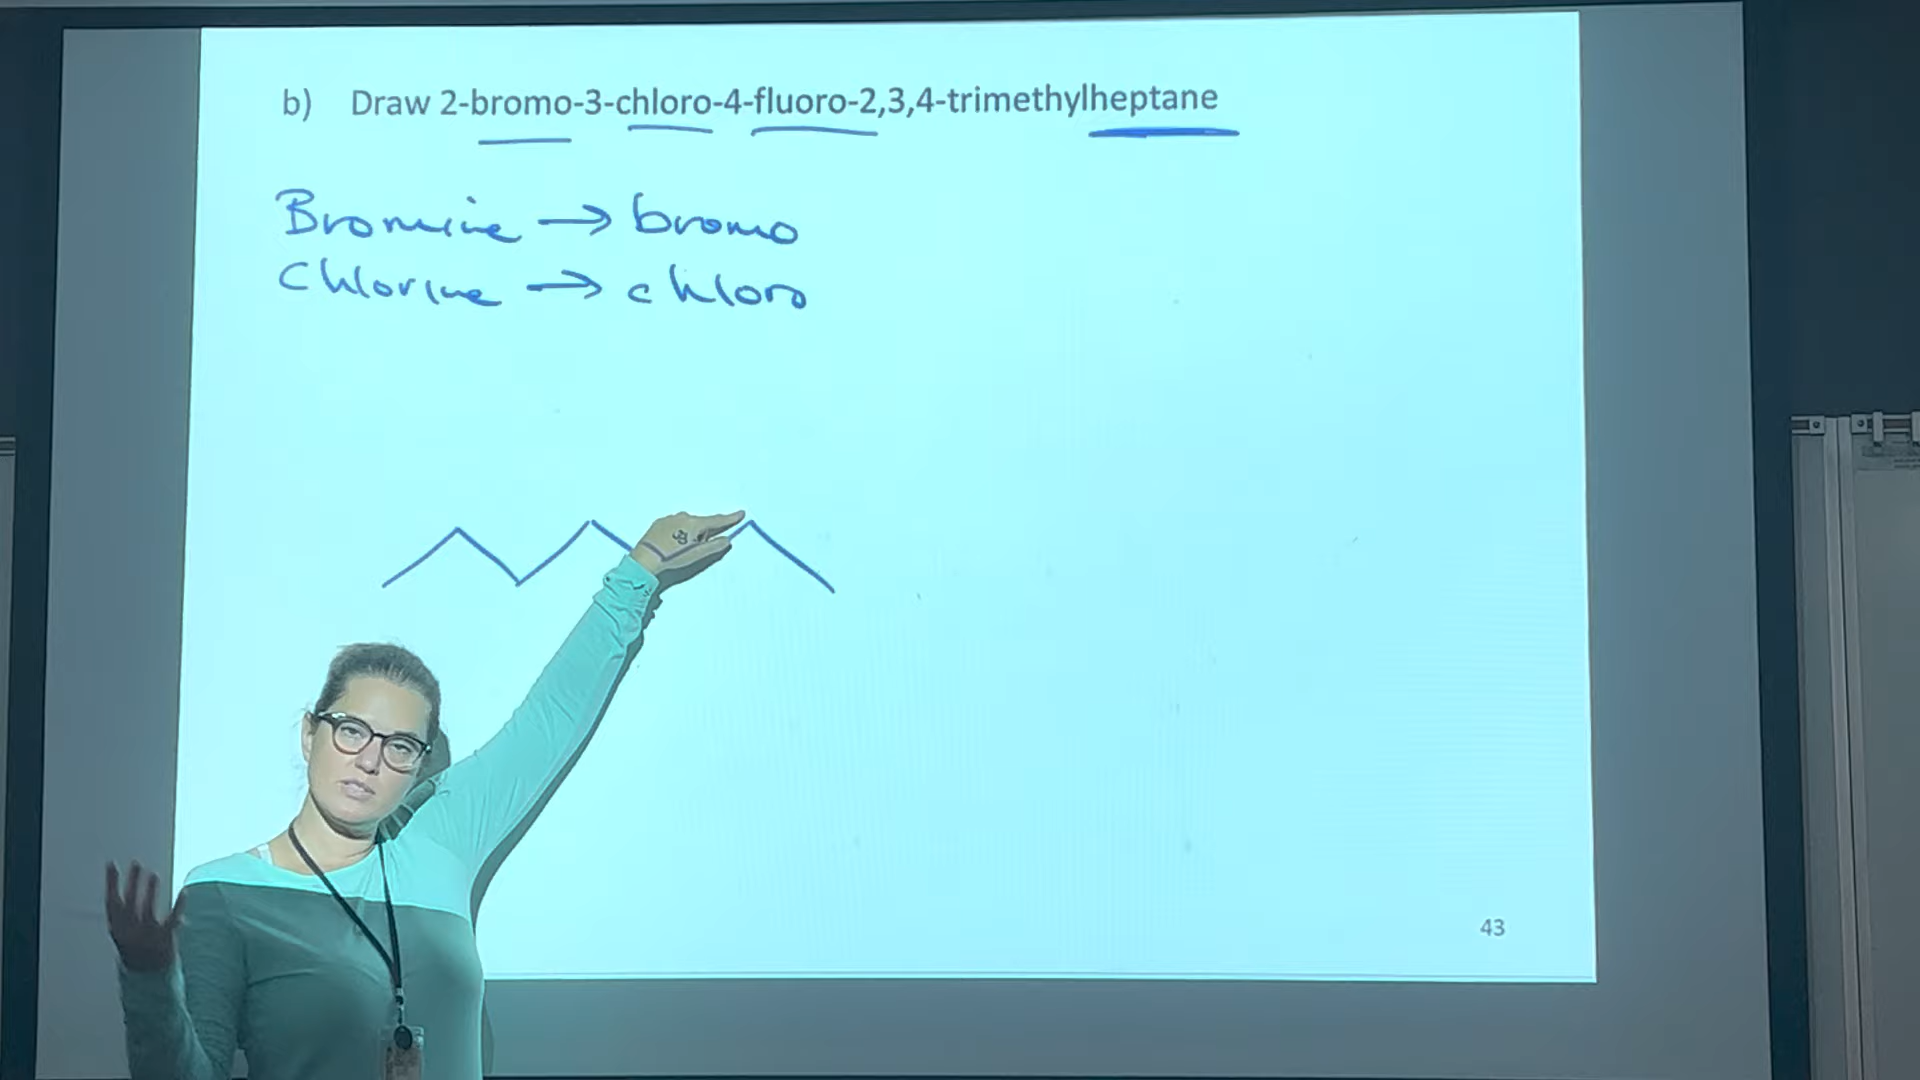 b) Draw 2-bromo-3-chloro-4-fluoro-2,3,4-trimethylheptane
Bromine → bromo
Chlorine → chloro
43